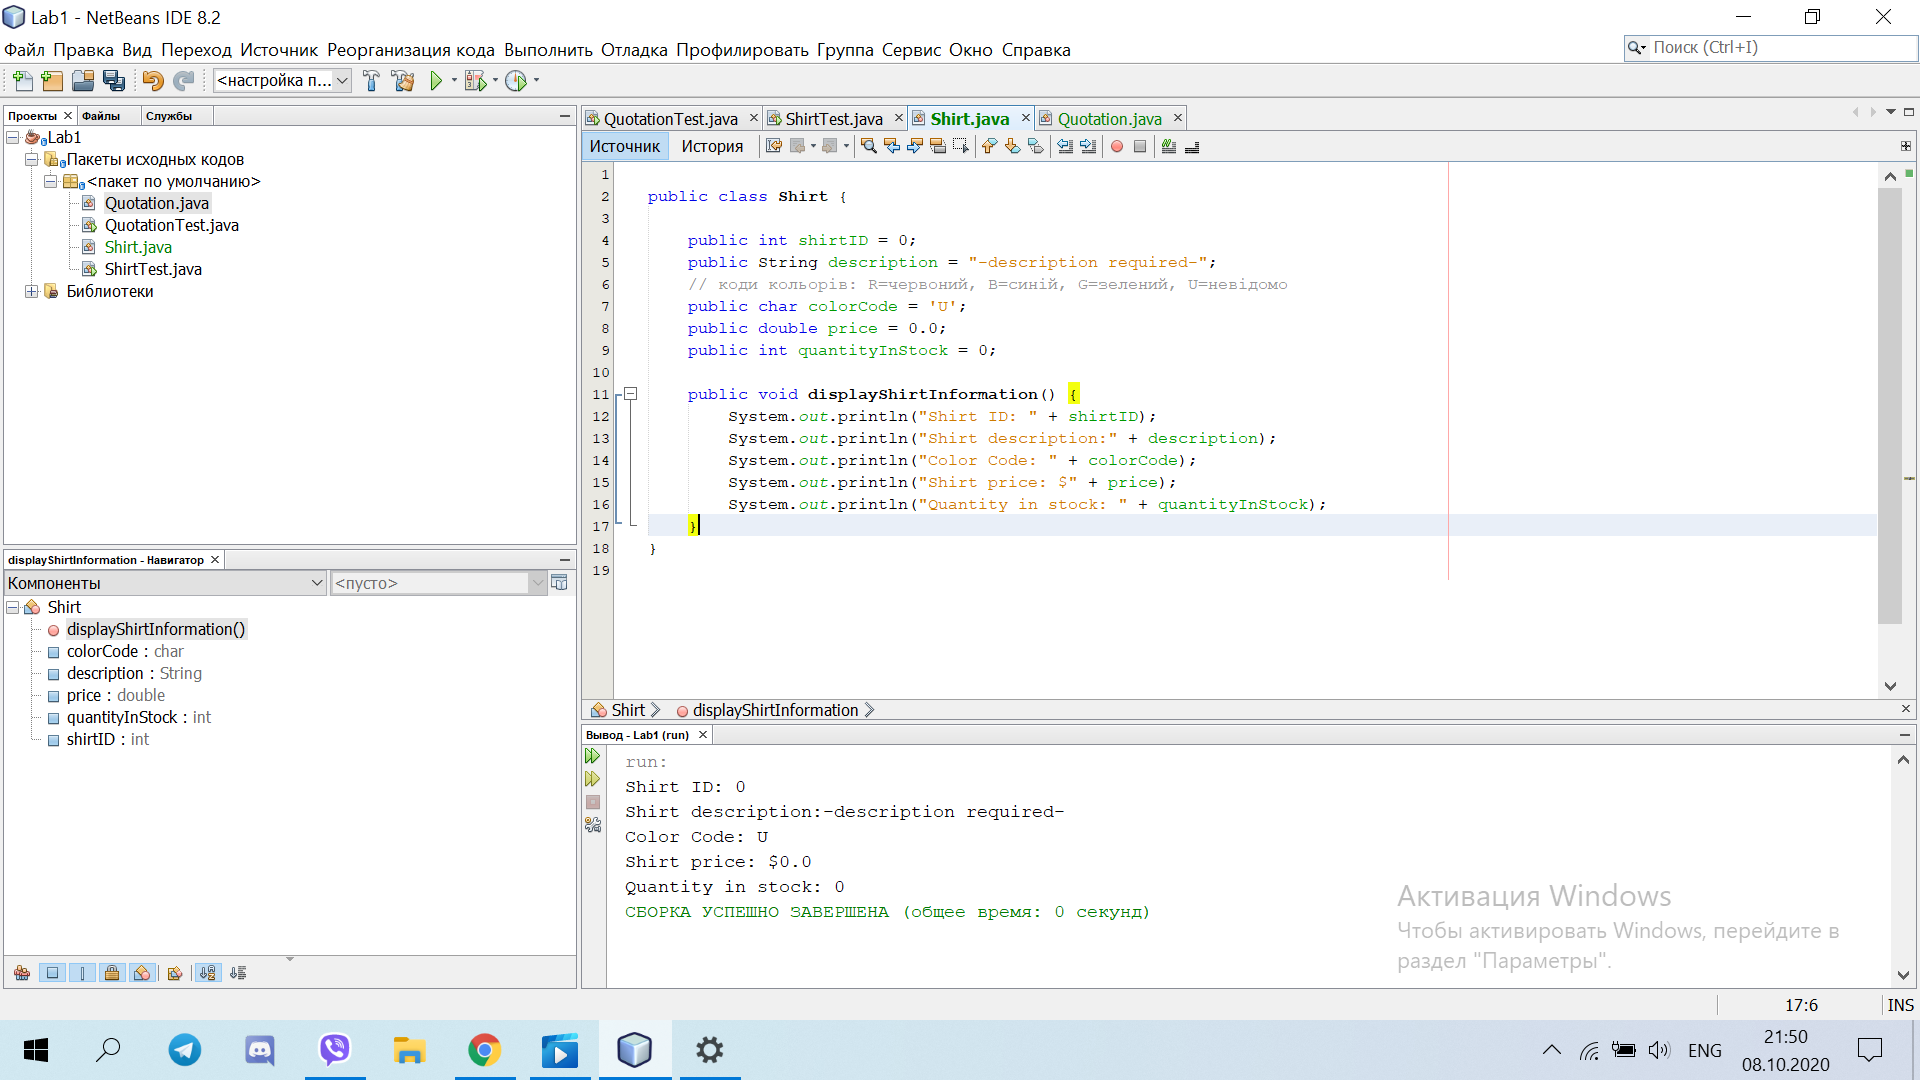 Lab1 - NetBeans IDE 8.2
Файл Правка Вид Переход Источник Реорганизация кода Выполнить Отладка Профилировать Группа Сервис Окно Справка
Поиск (Ctrl+I)
<настройка п...
Проекты Файлы Службы
Lab1
Пакеты исходных кодов
<пакет по умолчанию>
Quotation.java
QuotationTest.java
Shirt.java
ShirtTest.java
Библиотеки
displayShirtInformation - Навигатор
Компоненты <пусто>
Shirt
displayShirtInformation()
colorCode : char
description : String
price : double
quantityInStock : int
shirtID : int
QuotationTest.java ShirtTest.java Shirt.java Quotation.java
Источник История
1
2 public class Shirt {
3
4 public int shirtID = 0;
5 public String description = "-description required-";
6 // коди кольорів: R=червоний, B=синій, G=зелений, U=невідомо
7 public char colorCode = 'U';
8 public double price = 0.0;
9 public int quantityInStock = 0;
10
11 public void displayShirtInformation() {
12 System.out.println("Shirt ID: " + shirtID);
13 System.out.println("Shirt description:" + description);
14 System.out.println("Color Code: " + colorCode);
15 System.out.println("Shirt price: $" + price);
16 System.out.println("Quantity in stock: " + quantityInStock);
17 }
18 }
19
Shirt displayShirtInformation
Вывод - Lab1 (run)
run:
Shirt ID: 0
Shirt description:-description required-
Color Code: U
Shirt price: $0.0
Quantity in stock: 0
СБОРКА УСПЕШНО ЗАВЕРШЕНА (общее время: 0 секунд)
Активация Windows
Чтобы активировать Windows, перейдите в
раздел "Параметры".
17:6 INS
ENG
21:50
08.10.2020